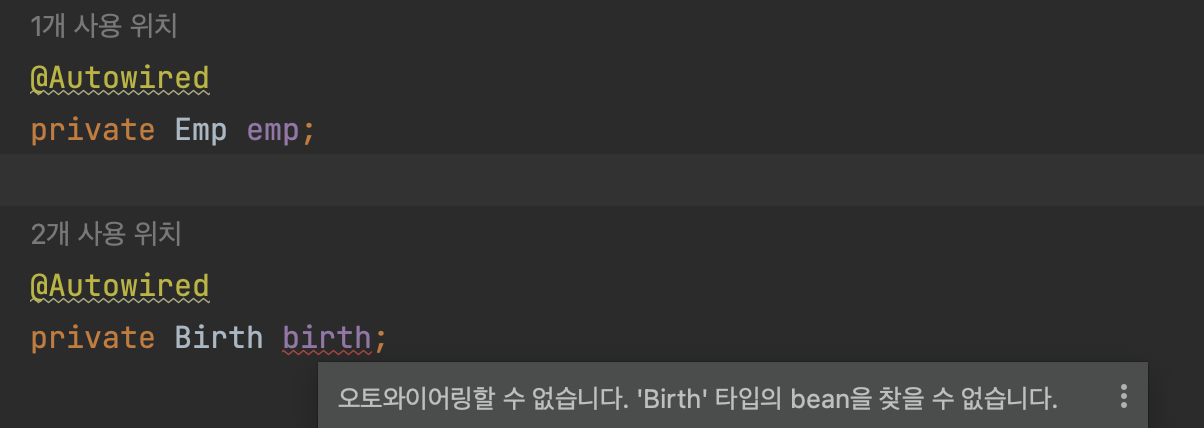 1개 사용 위치
@Autowired
private Emp emp;
2개 사용 위치
@Autowired
private Birth birth;
오토와이어링할 수 없습니다. 'Birth' 타입의 bean을 찾을 수 없습니다.